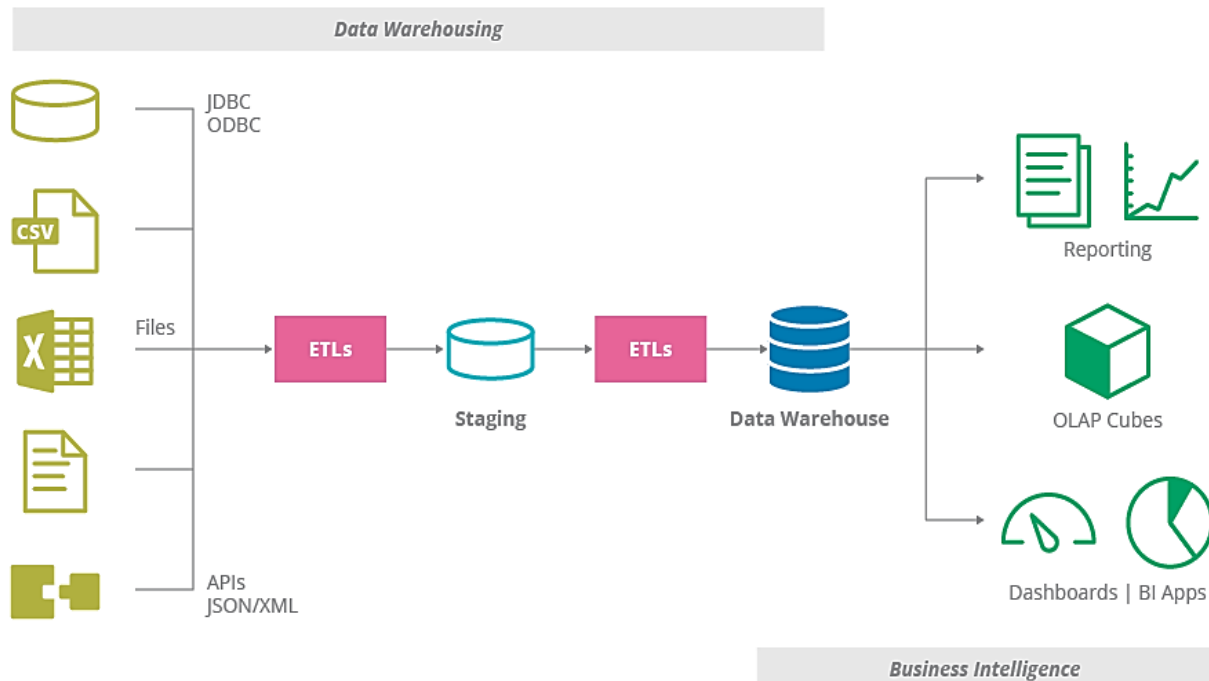 Data Warehousing
JDBC
ODBC
CSV
X
Files
ETLs
Staging
ETLs
Data Warehouse
Reporting
OLAP Cubes
Dashboards | BI Apps
APIs
JSON/XML
Business Intelligence